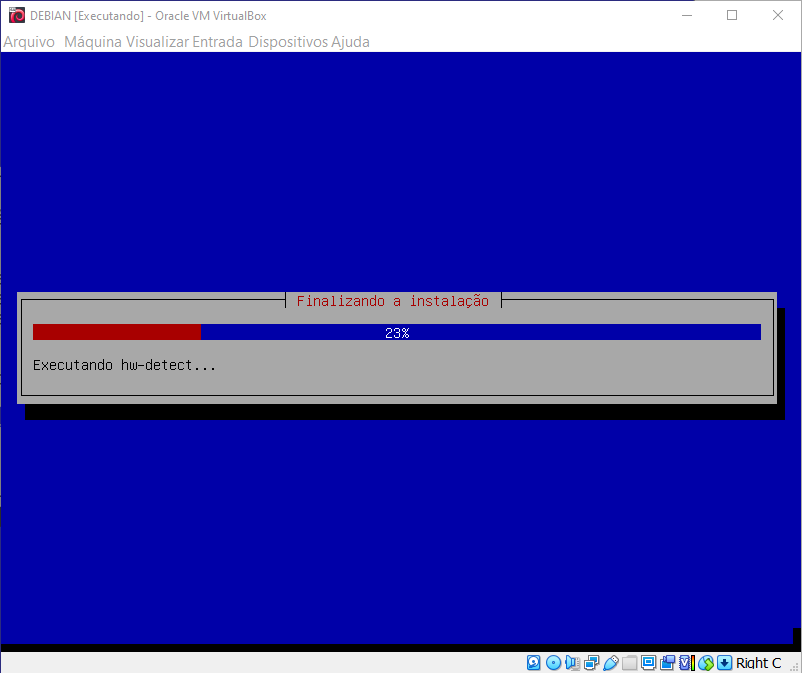 DEBIAN [Executando] - Oracle VM VirtualBox
Arquivo Máquina Visualizar Entrada Dispositivos Ajuda
Finalizando a instalação
23%
Executando hw-detect...
Right C